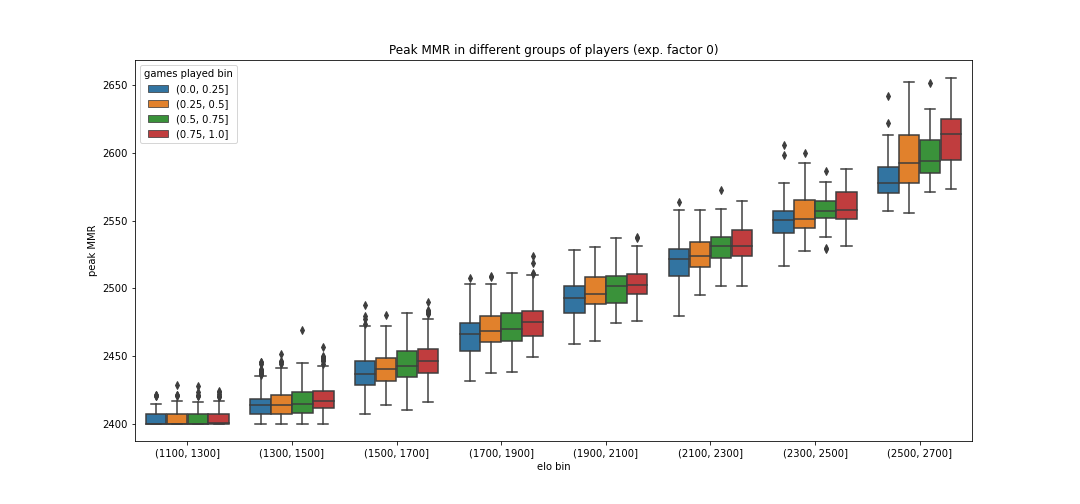 Peak MMR in different groups of players (exp. factor 0)
games played bin
(0.0, 0.25]
(0.25, 0.5]
(0.5, 0.75]
(0.75, 1.0]
peak MMR
2650
2600
2550
2500
2450
2400
(1100, 1300] (1300, 1500] (1500, 1700] (1700, 1900] (1900, 2100] (2100, 2300] (2300, 2500] (2500, 2700]
elo bin